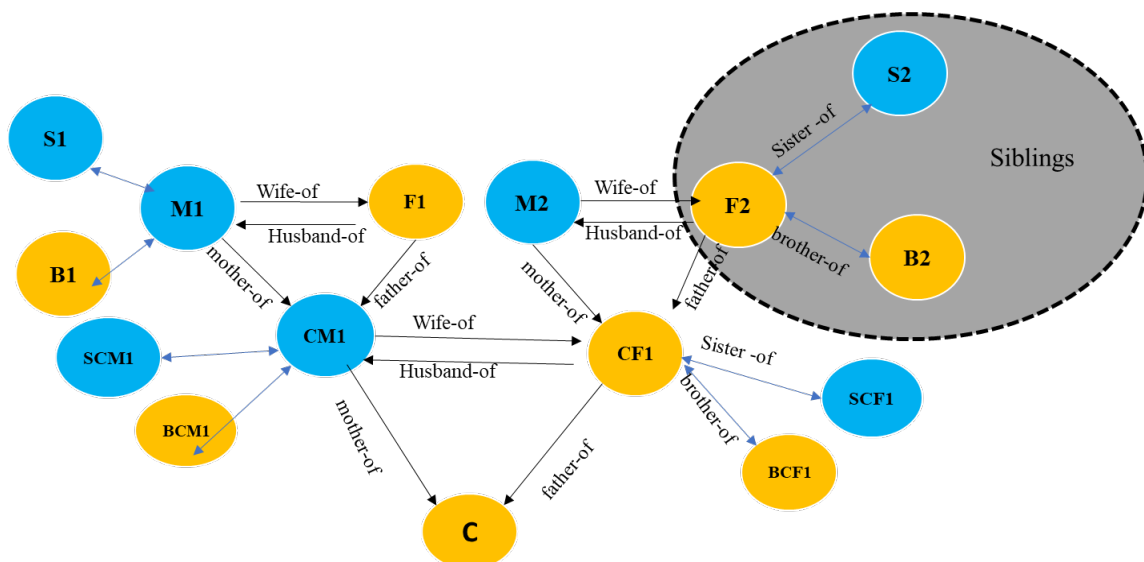 S2
Sister -of
Siblings
S1
Wife-of
Wife-of
M1
F1
M2
F2
Husband-of
Husband-of
brother-of
B2
B1
mother-of
father-of
mother-of
father-of
CM1
Wife-of
CF1
Sister -of
SCM1
Husband-of
SCF1
brother-of
BCM1
mother-of
father-of
BCF1
C